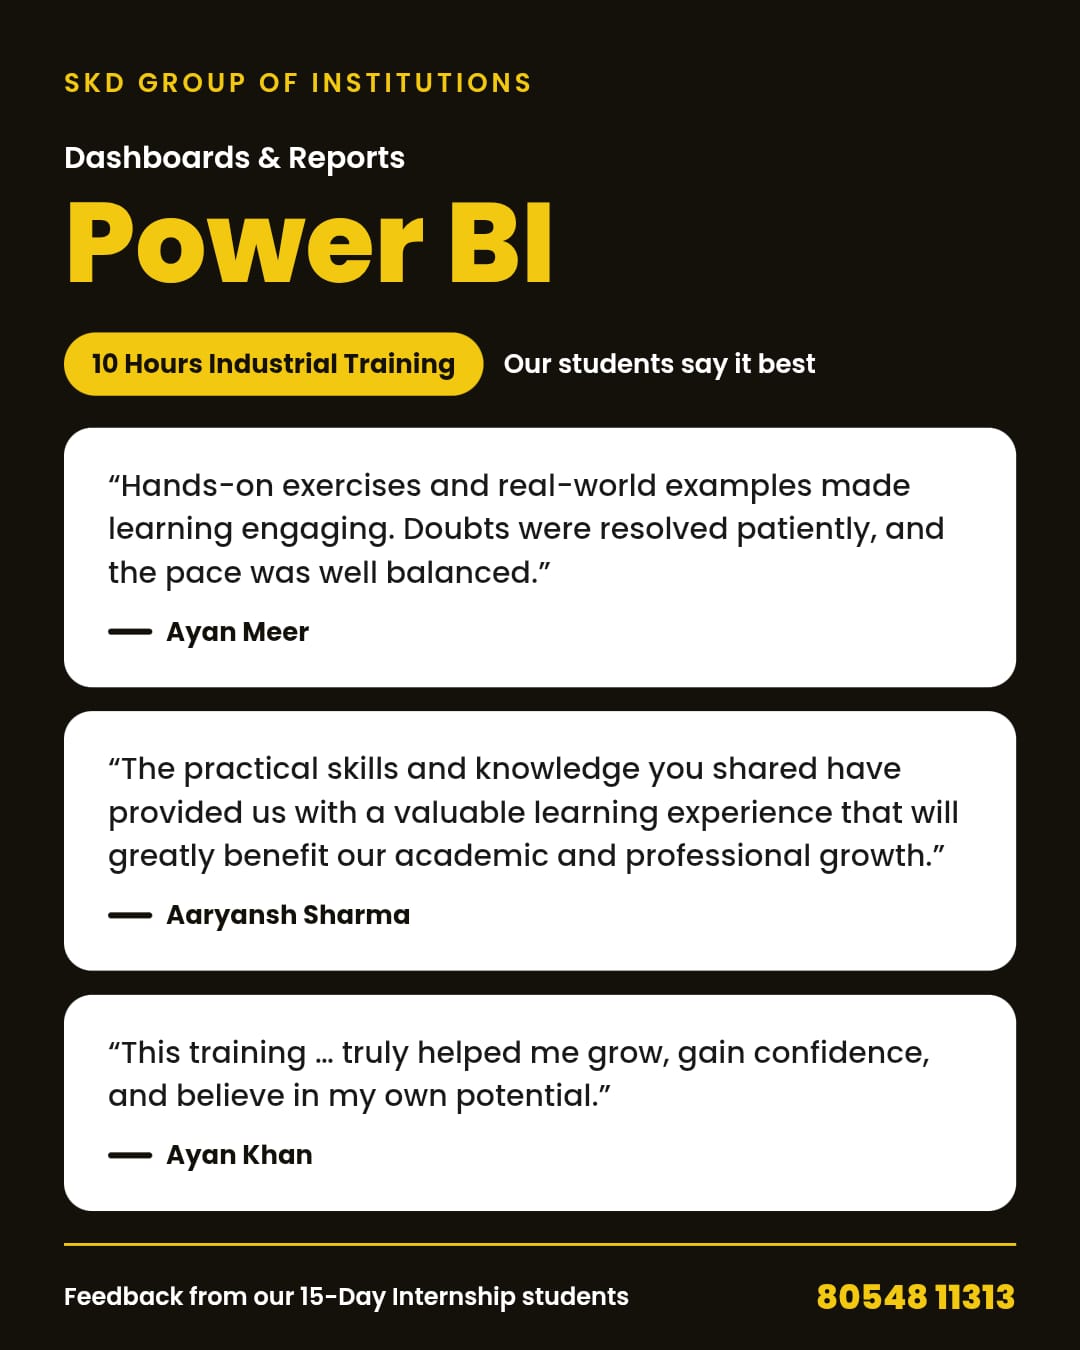 SKD GROUP OF INSTITUTIONS
Dashboards & Reports
Power BI
10 Hours Industrial Training
Our students say it best
“Hands-on exercises and real-world examples made
learning engaging. Doubts were resolved patiently, and
the pace was well balanced.”
— Ayan Meer
“The practical skills and knowledge you shared have
provided us with a valuable learning experience that will
greatly benefit our academic and professional growth.”
— Aaryansh Sharma
“This training ... truly helped me grow, gain confidence,
and believe in my own potential.”
— Ayan Khan
Feedback from our 15-Day Internship students
80548 11313